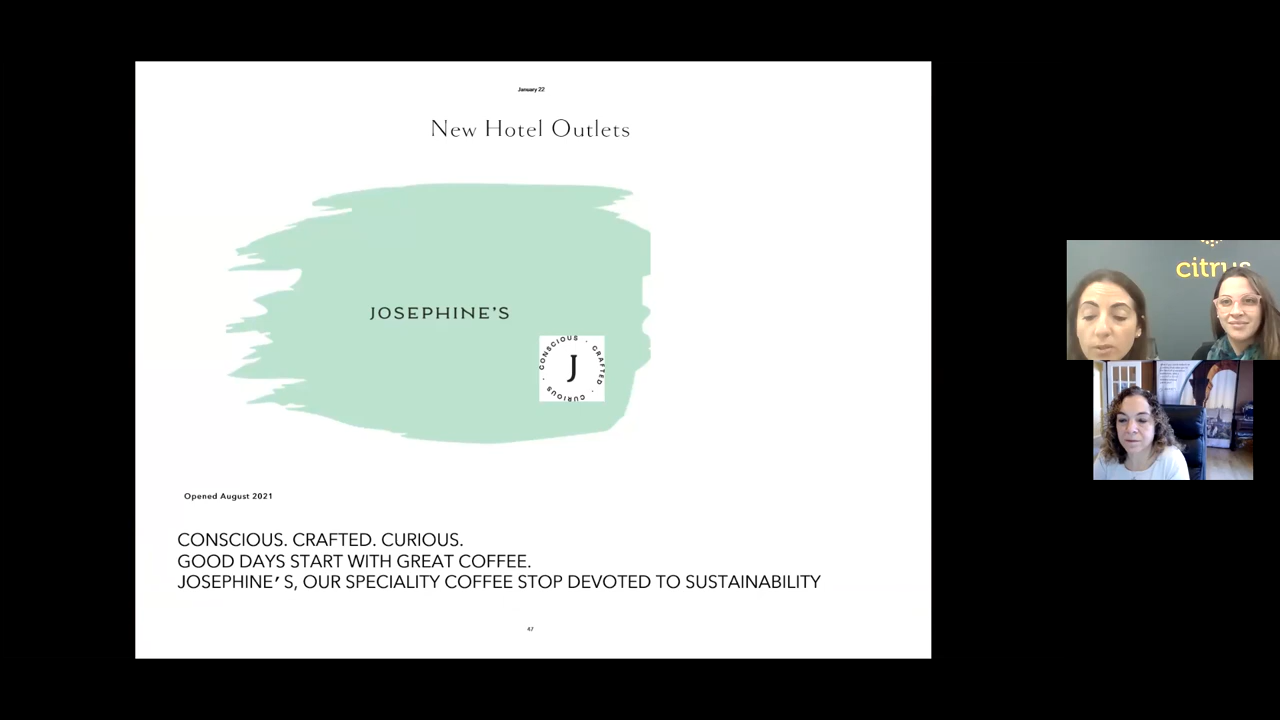 January 22
New Hotel Outlets
JOSEPHINE'S
CONSCIOUS · CRAFTED · CURIOUS ·
J
citrus
Opened August 2021
CONSCIOUS. CRAFTED. CURIOUS.
GOOD DAYS START WITH GREAT COFFEE.
JOSEPHINE’ S, OUR SPECIALITY COFFEE STOP DEVOTED TO SUSTAINABILITY
47